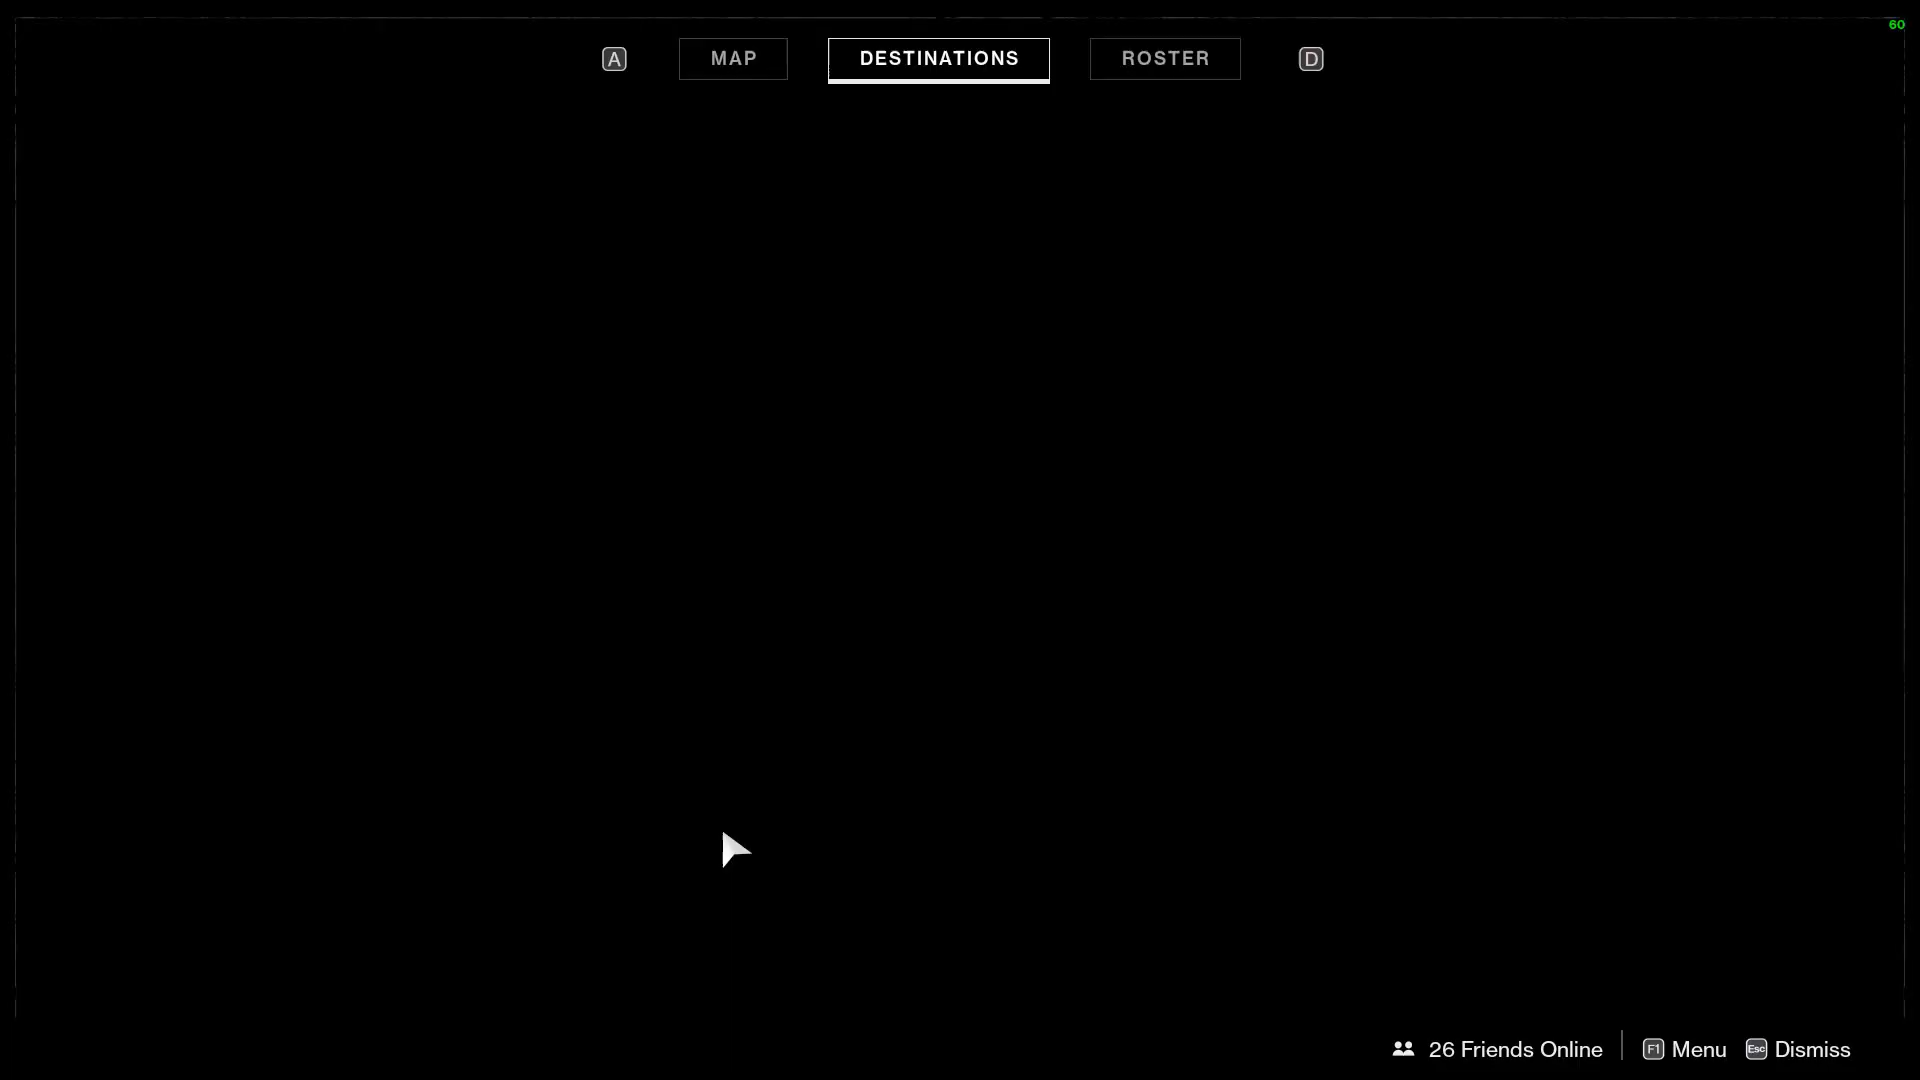 60
A MAP DESTINATIONS ROSTER D
26 Friends Online F1 Menu Esc Dismiss